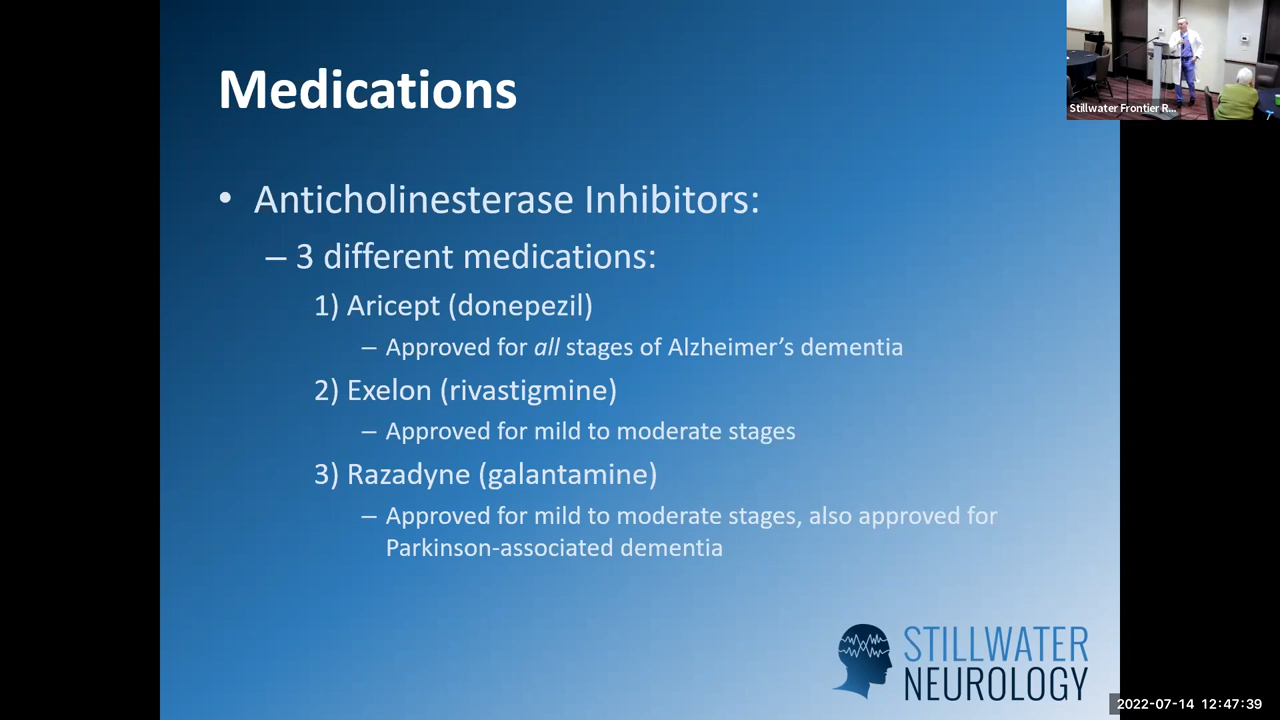 Medications
Stillwater Frontier R...
• Anticholinesterase Inhibitors:
– 3 different medications:
1) Aricept (donepezil)
– Approved for all stages of Alzheimer's dementia
2) Exelon (rivastigmine)
– Approved for mild to moderate stages
3) Razadyne (galantamine)
– Approved for mild to moderate stages, also approved for
Parkinson-associated dementia
STILLWATER
NEUROLOGY
2022-07-14 12:47:39